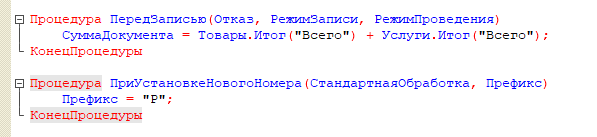 Процедура ПередЗаписью(Отказ, РежимЗаписи, РежимПроведения)
СуммаДокумента = Товары.Итог("Всего") + Услуги.Итог("Всего");
КонецПроцедуры
Процедура ПриУстановкеНовогоНомера(СтандартнаяОбработка, Префикс)
Префикс = "Р";
КонецПроцедуры